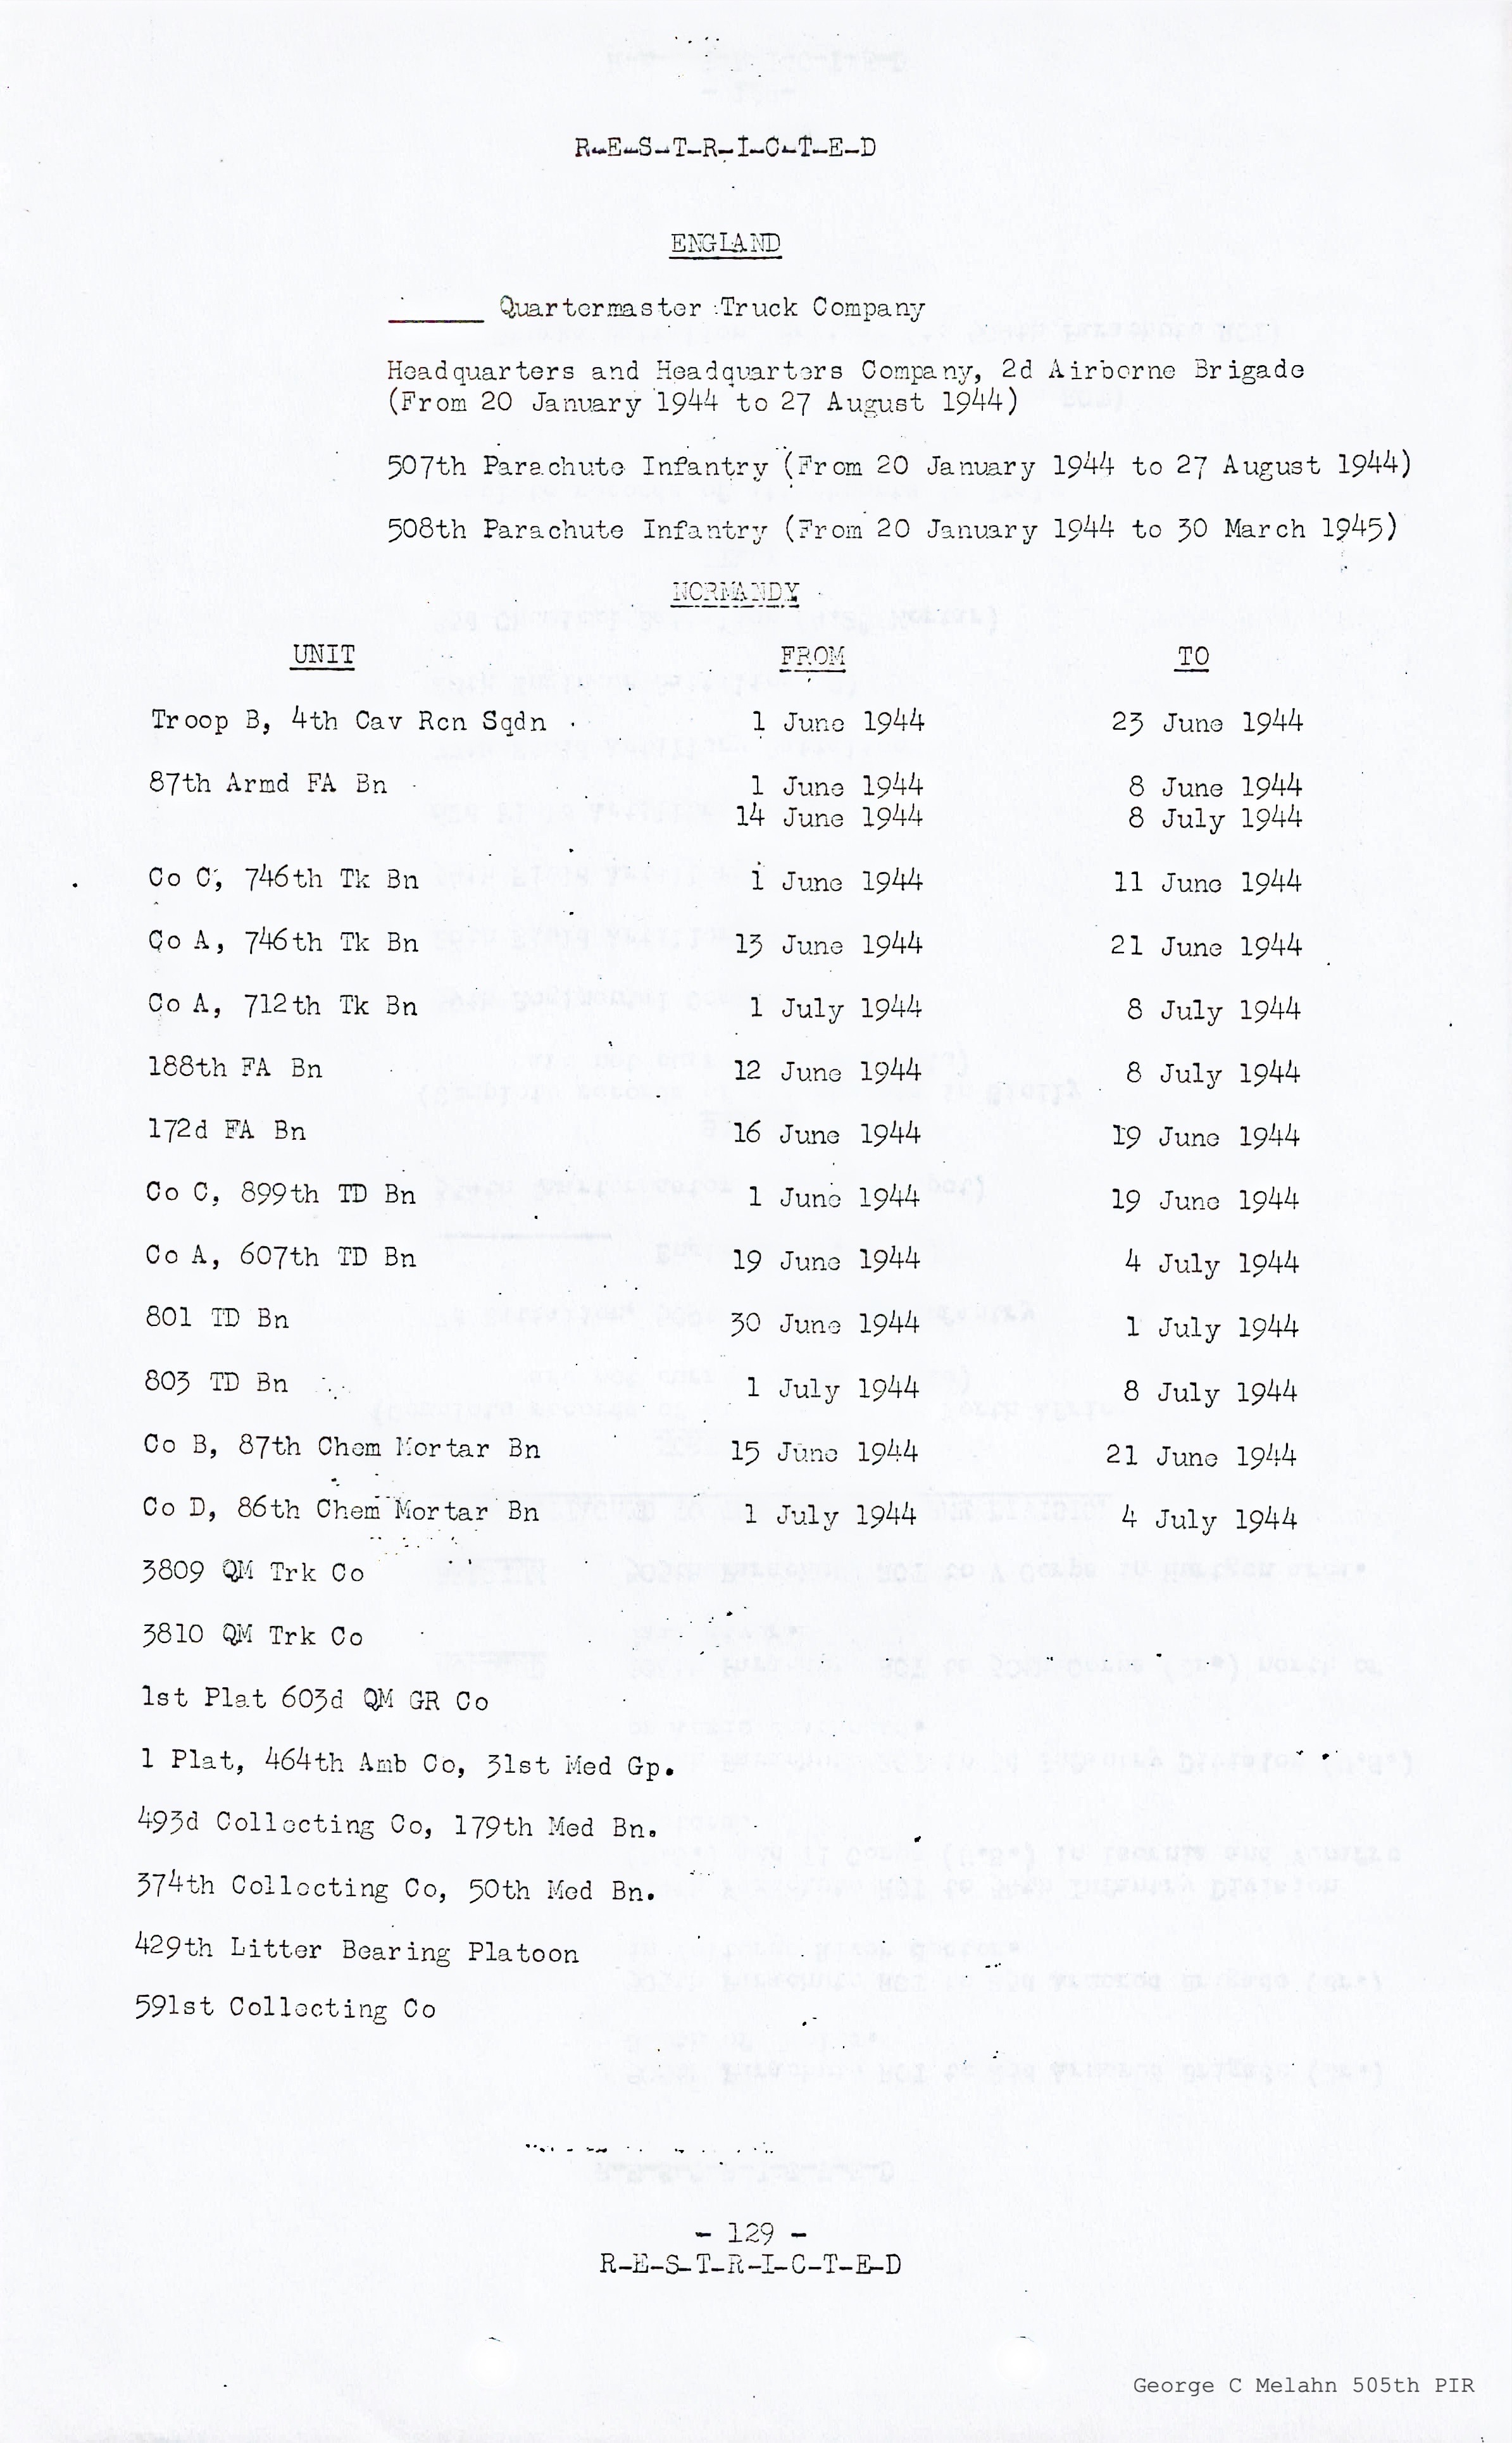 R-E-S-T-R-I-C-T-E-D
ENGLAND
______ Quartermaster Truck Company
Headquarters and Headquarters Company, 2d Airborne Brigade
(From 20 January 1944 to 27 August 1944)
507th Parachute Infantry (From 20 January 1944 to 27 August 1944)
508th Parachute Infantry (From 20 January 1944 to 30 March 1945)
NORMANDY
UNIT FROM TO
Troop B, 4th Cav Rcn Sqdn 1 June 1944 23 June 1944
87th Armd FA Bn 1 June 1944 8 June 1944
14 June 1944 8 July 1944
Co C, 746th Tk Bn 1 June 1944 11 June 1944
Co A, 746th Tk Bn 13 June 1944 21 June 1944
Co A, 712th Tk Bn 1 July 1944 8 July 1944
188th FA Bn 12 June 1944 8 July 1944
172d FA Bn 16 June 1944 19 June 1944
Co C, 899th TD Bn 1 June 1944 19 June 1944
Co A, 607th TD Bn 19 June 1944 4 July 1944
801 TD Bn 30 June 1944 1 July 1944
803 TD Bn 1 July 1944 8 July 1944
Co B, 87th Chem Mortar Bn 15 June 1944 21 June 1944
Co D, 86th Chem Mortar Bn 1 July 1944 4 July 1944
3809 QM Trk Co
3810 QM Trk Co
1st Plat 603d QM GR Co
1 Plat, 464th Amb Co, 31st Med Gp.
493d Collecting Co, 179th Med Bn.
374th Collecting Co, 50th Med Bn.
429th Litter Bearing Platoon
591st Collecting Co
- 129 -
R-E-S-T-R-I-C-T-E-D
George C Melahn 505th PIR